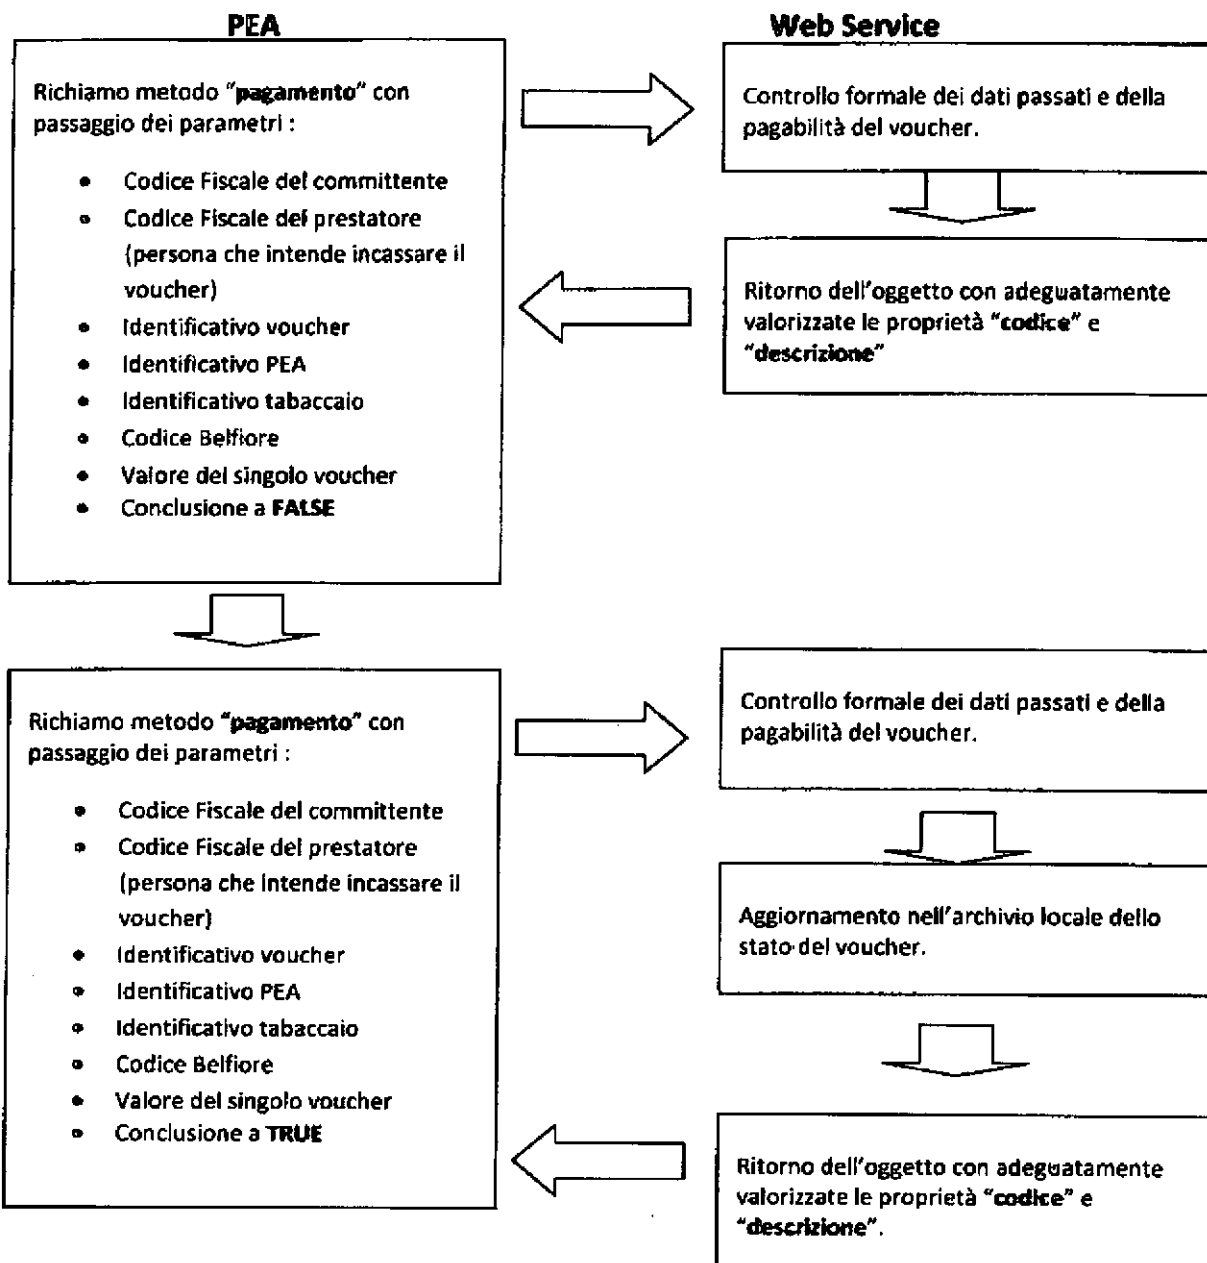 PEA
Richiamo metodo "pagamento" con
passaggio dei parametri :
• Codice Fiscale del committente
• Codice Fiscale del prestatore
(persona che intende incassare il
voucher)
• Identificativo voucher
• Identificativo PEA
• Identificativo tabaccaio
• Codice Belfiore
• Valore del singolo voucher
• Conclusione a FALSE
Web Service
Controllo formale dei dati passati e della
pagabilità del voucher.
Ritorno dell'oggetto con adeguatamente
valorizzate le proprietà "codice" e
"descrizione"
Richiamo metodo "pagamento" con
passaggio dei parametri :
• Codice Fiscale del committente
• Codice Fiscale del prestatore
(persona che intende incassare il
voucher)
• Identificativo voucher
• Identificativo PEA
• Identificativo tabaccaio
• Codice Belfiore
• Valore del singolo voucher
• Conclusione a TRUE
Controllo formale dei dati passati e della
pagabilità del voucher.
Aggiornamento nell'archivio locale dello
stato del voucher.
Ritorno dell'oggetto con adeguatamente
valorizzate le proprietà "codice" e
"descrizione".